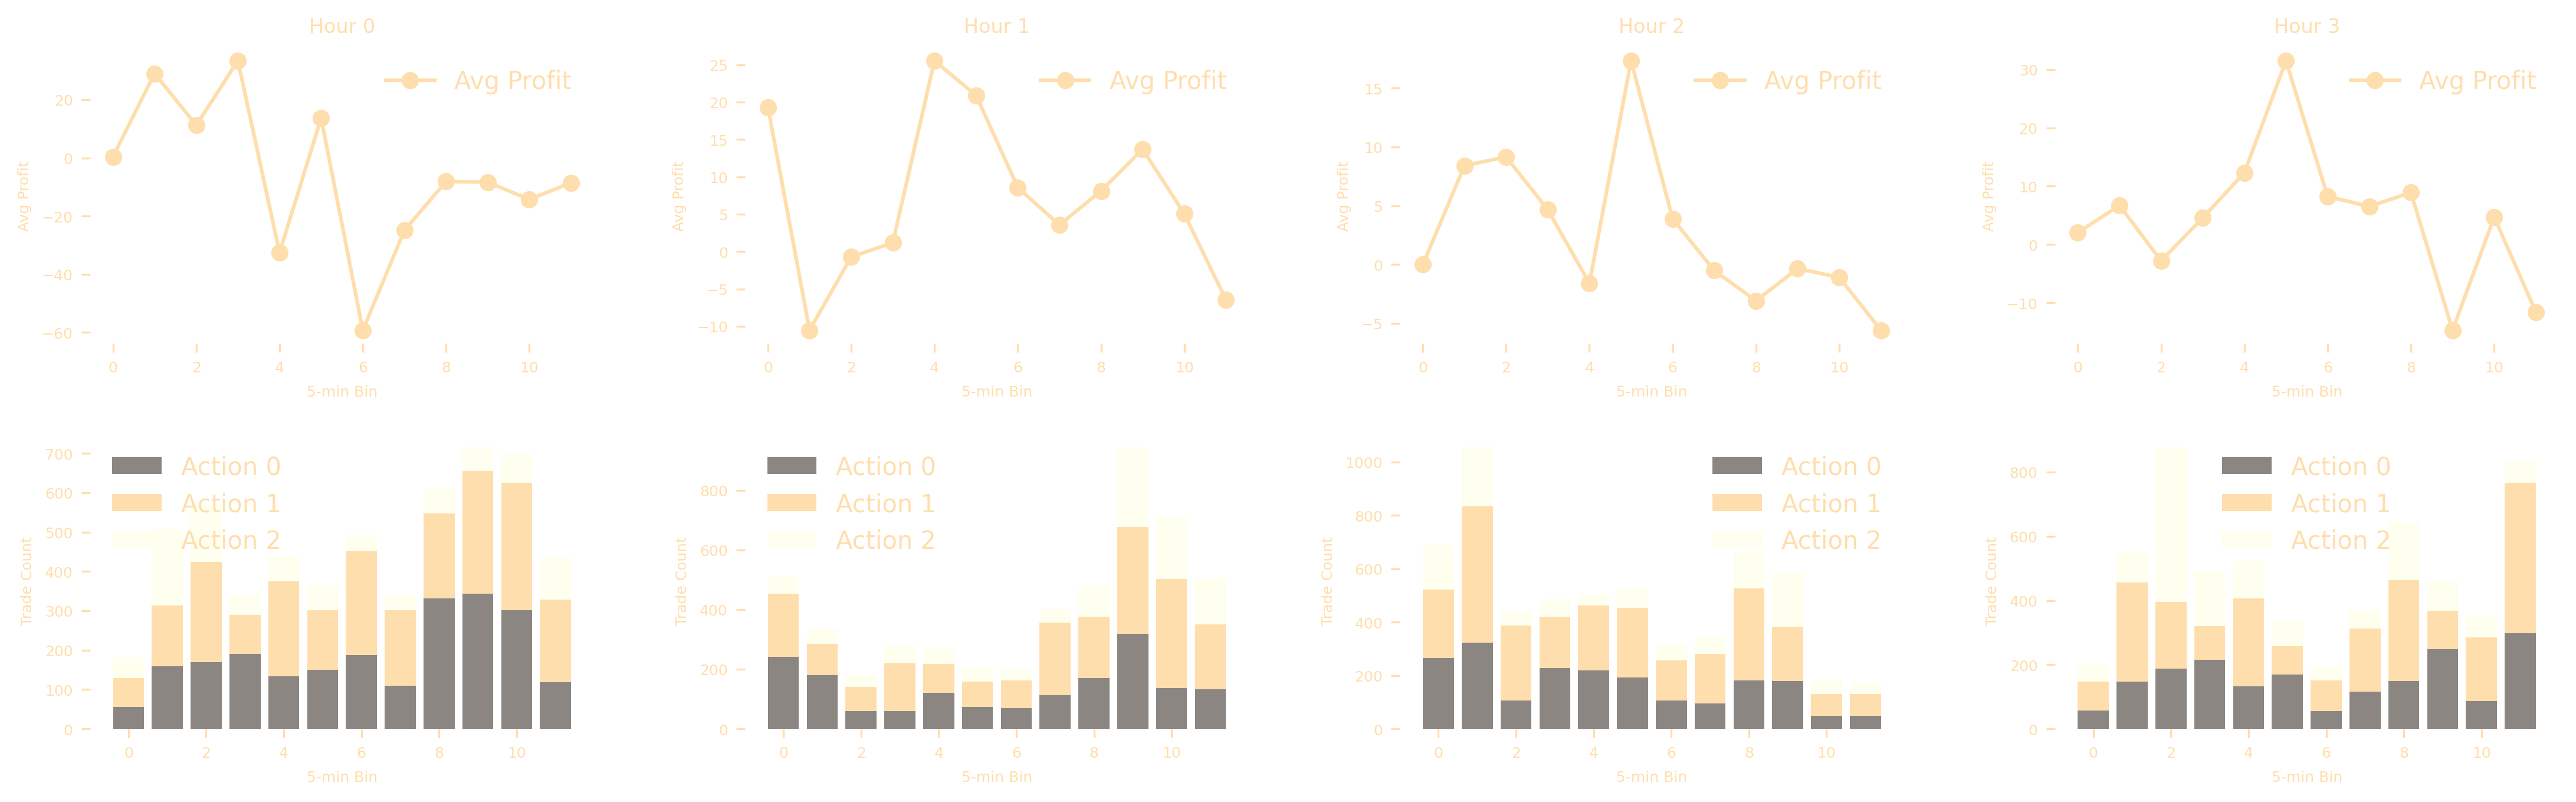 Hour 0
Avg Profit
Avg Profit
20
0
−20
−40
−60
0 2 4 6 8 10
5-min Bin
Hour 1
Avg Profit
Avg Profit
25
20
15
10
5
0
−5
−10
0 2 4 6 8 10
5-min Bin
Hour 2
Avg Profit
Avg Profit
15
10
5
0
−5
0 2 4 6 8 10
5-min Bin
Hour 3
Avg Profit
Avg Profit
30
20
10
0
−10
0 2 4 6 8 10
5-min Bin
Action 0
Action 1
Action 2
Trade Count
700
600
500
400
300
200
100
0
0 2 4 6 8 10
5-min Bin
Action 0
Action 1
Action 2
Trade Count
800
600
400
200
0
0 2 4 6 8 10
5-min Bin
Action 0
Action 1
Action 2
Trade Count
1000
800
600
400
200
0
0 2 4 6 8 10
5-min Bin
Action 0
Action 1
Action 2
Trade Count
800
600
400
200
0
0 2 4 6 8 10
5-min Bin